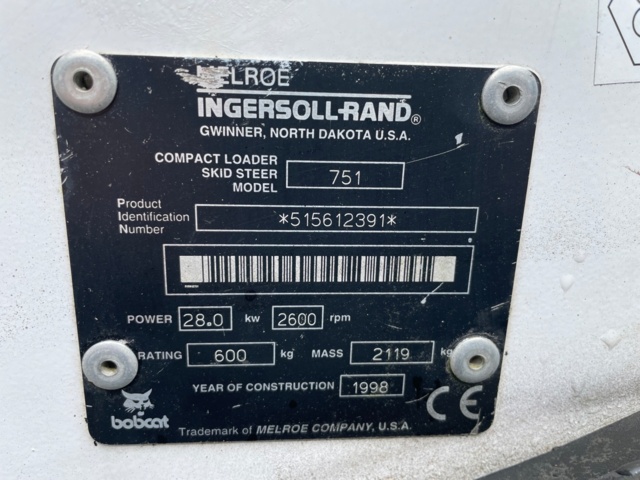 MELROE
INGERSOLL-RAND®
GWINNER, NORTH DAKOTA U.S.A.
COMPACT LOADER
SKID STEER
MODEL 751
Product
Identification *515612391*
Number
POWER 28.0 kw 2600 rpm
RATING 600 kg MASS 2119 kg
YEAR OF CONSTRUCTION 1998
bobcat CE
Trademark of MELROE COMPANY, U.S.A.